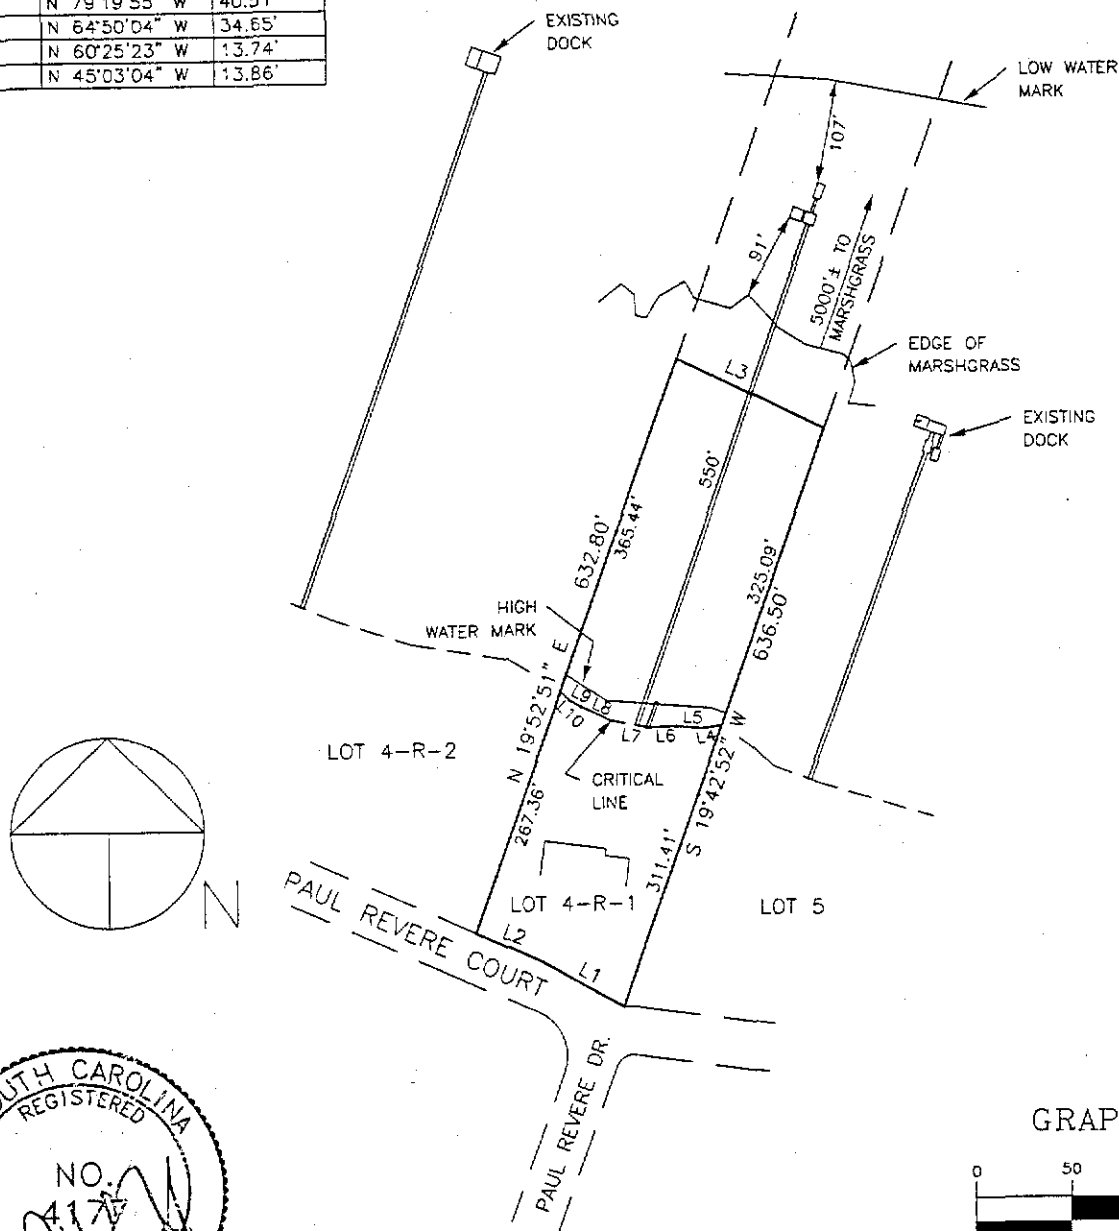 N 79°19'55" W 40.51'
N 64°50'04" W 34.65'
N 60°25'23" W 13.74'
N 45°03'04" W 13.86'
EXISTING
DOCK
LOW WATER
MARK
107'
91'
5000'± TO
MARSHGRASS
EDGE OF
MARSHGRASS
L3
EXISTING
DOCK
550'
632.80'
365.44'
325.09'
636.50'
HIGH
WATER MARK
N 19°52'51" E
L9
L8
L10
L5
L7
L6
L4
S 19°42'52" W
LOT 4-R-2
CRITICAL
LINE
267.36'
311.41'
LOT 4-R-1
LOT 5
N
PAUL REVERE COURT
L2
L1
PAUL REVERE DR.
SOUTH CAROLINA
REGISTERED
NO.
GRAP
0 50